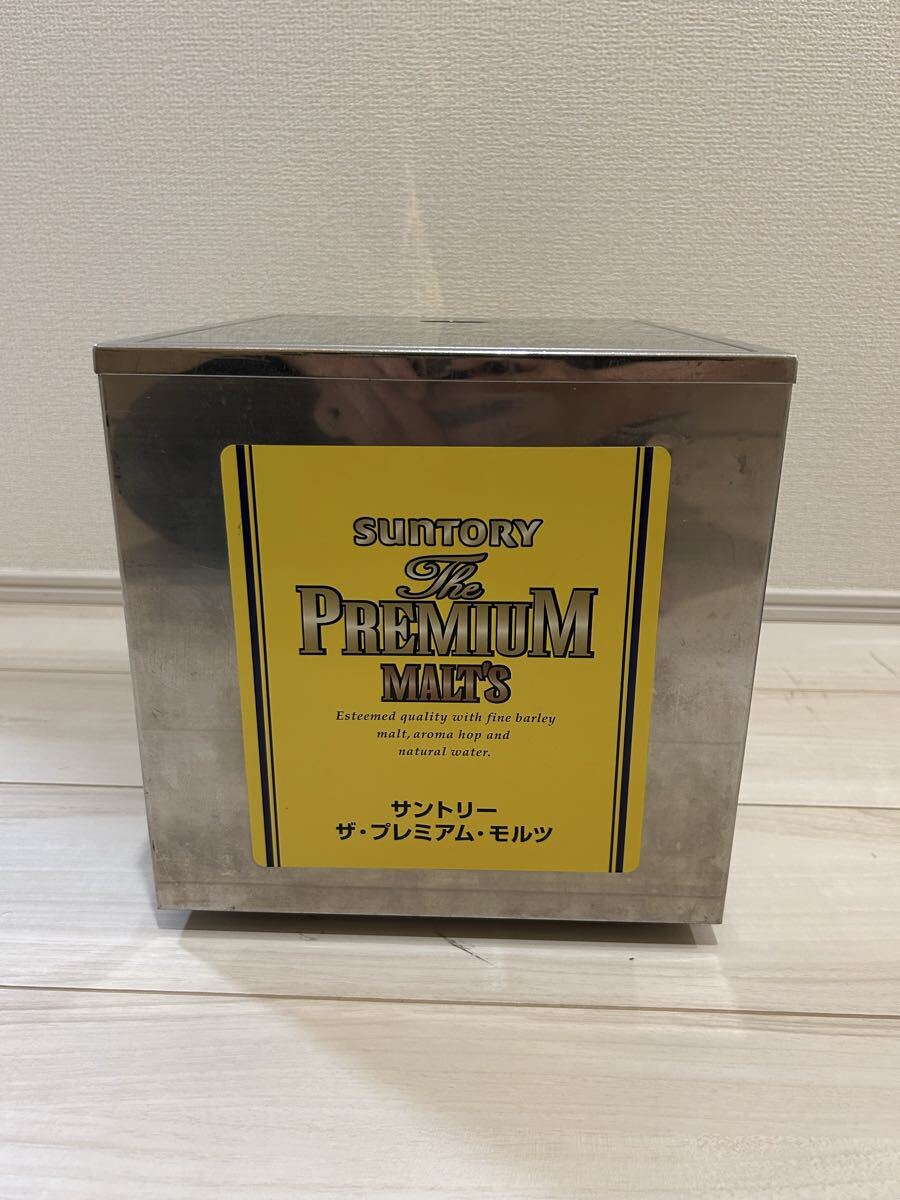 SUNTORY
The
PREMIUM
MALT'S
Esteemed quality with fine barley
malt, aroma hop and
natural water.
サントリー
ザ・プレミアム・モルツ